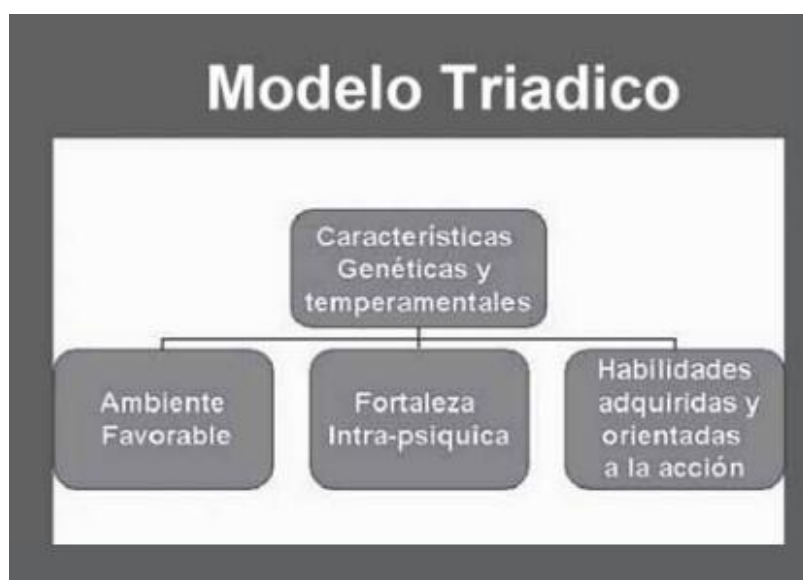 Modelo Triadico
Características
Genéticas y
temperamentales
Ambiente
Favorable
Fortaleza
Intra-psiquica
Habilidades
adquiridas y
orientadas
a la acción